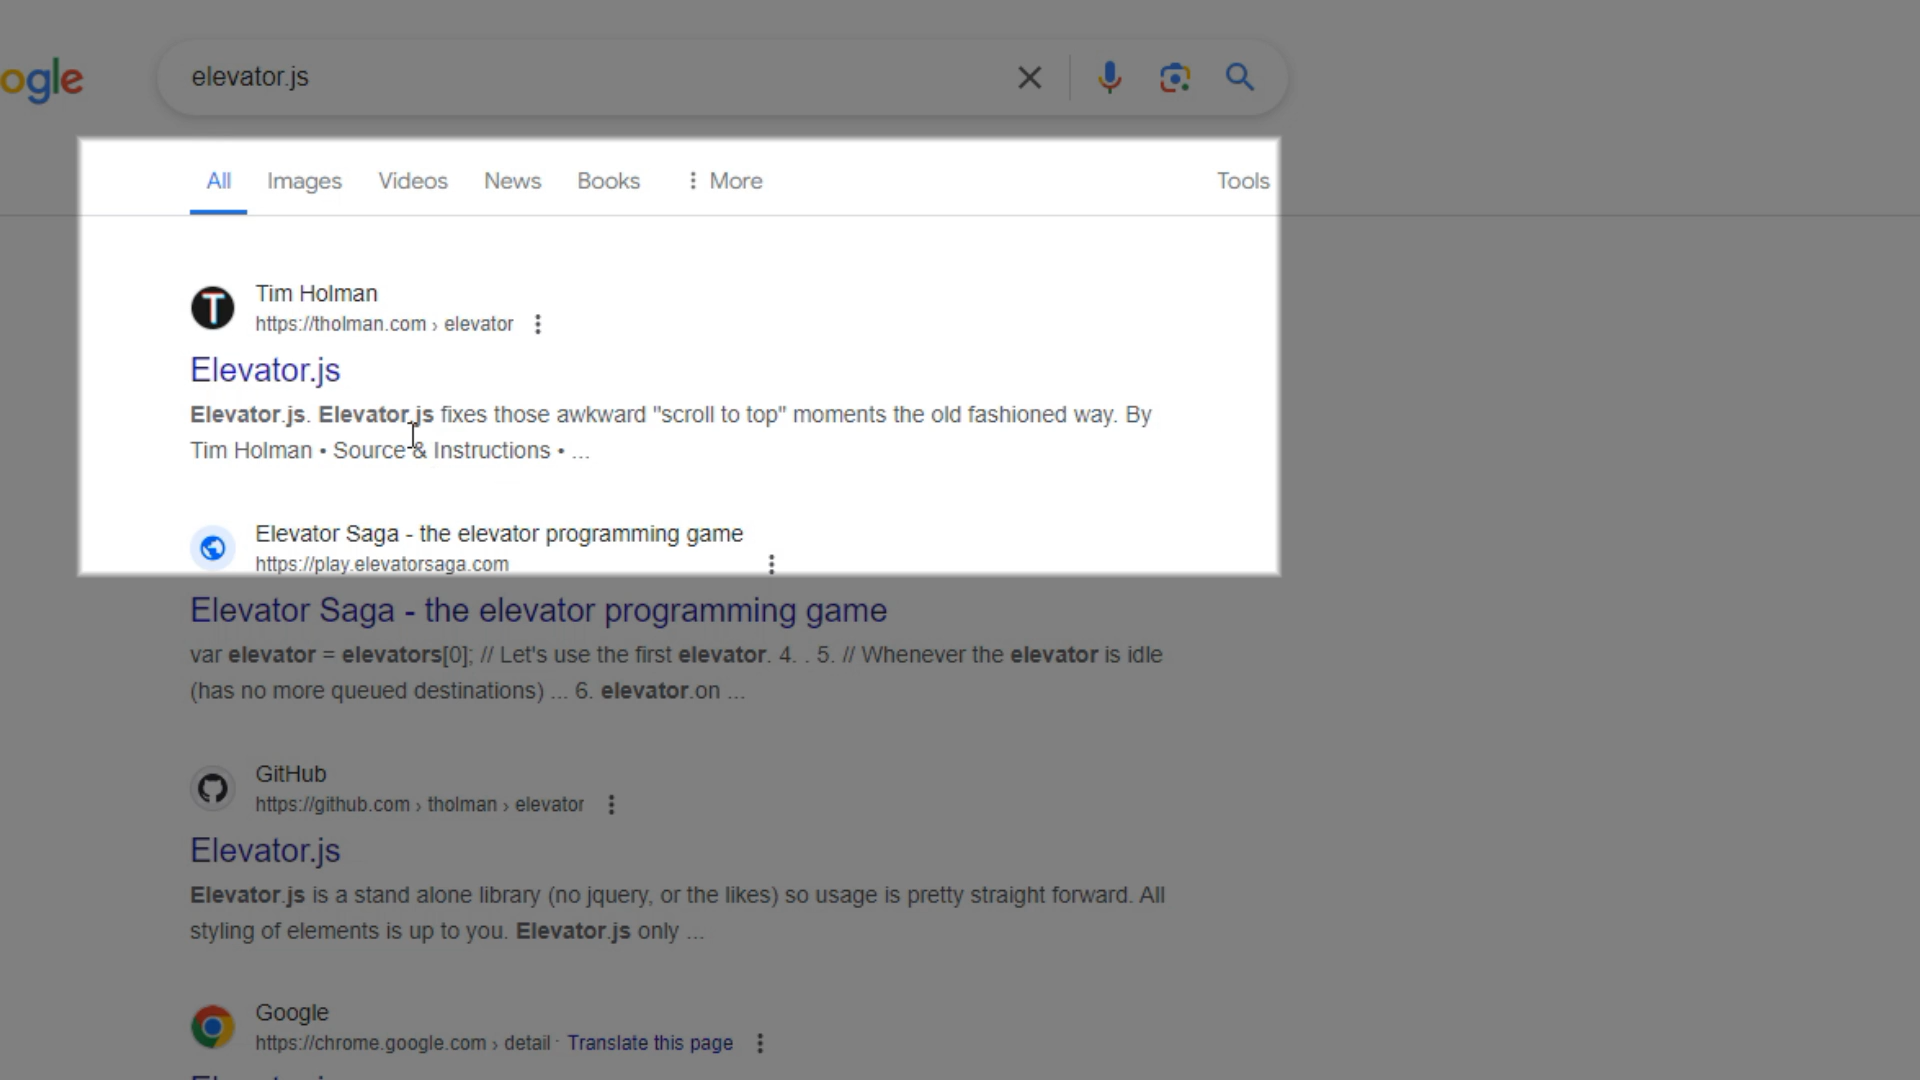 ogle
elevator.js
All Images Videos News Books More Tools
Tim Holman
https://tholman.com › elevator
Elevator.js
Elevator.js. Elevator.js fixes those awkward "scroll to top" moments the old fashioned way. By
Tim Holman • Source & Instructions • ...
Elevator Saga - the elevator programming game
https://play.elevatorsaga.com
Elevator Saga - the elevator programming game
var elevator = elevators[0]; // Let's use the first elevator. 4. . 5. // Whenever the elevator is idle
(has no more queued destinations) ... 6. elevator.on ...
GitHub
https://github.com › tholman › elevator
Elevator.js
Elevator.js is a stand alone library (no jquery, or the likes) so usage is pretty straight forward. All
styling of elements is up to you. Elevator.js only ...
Google
https://chrome.google.com › detail · Translate this page